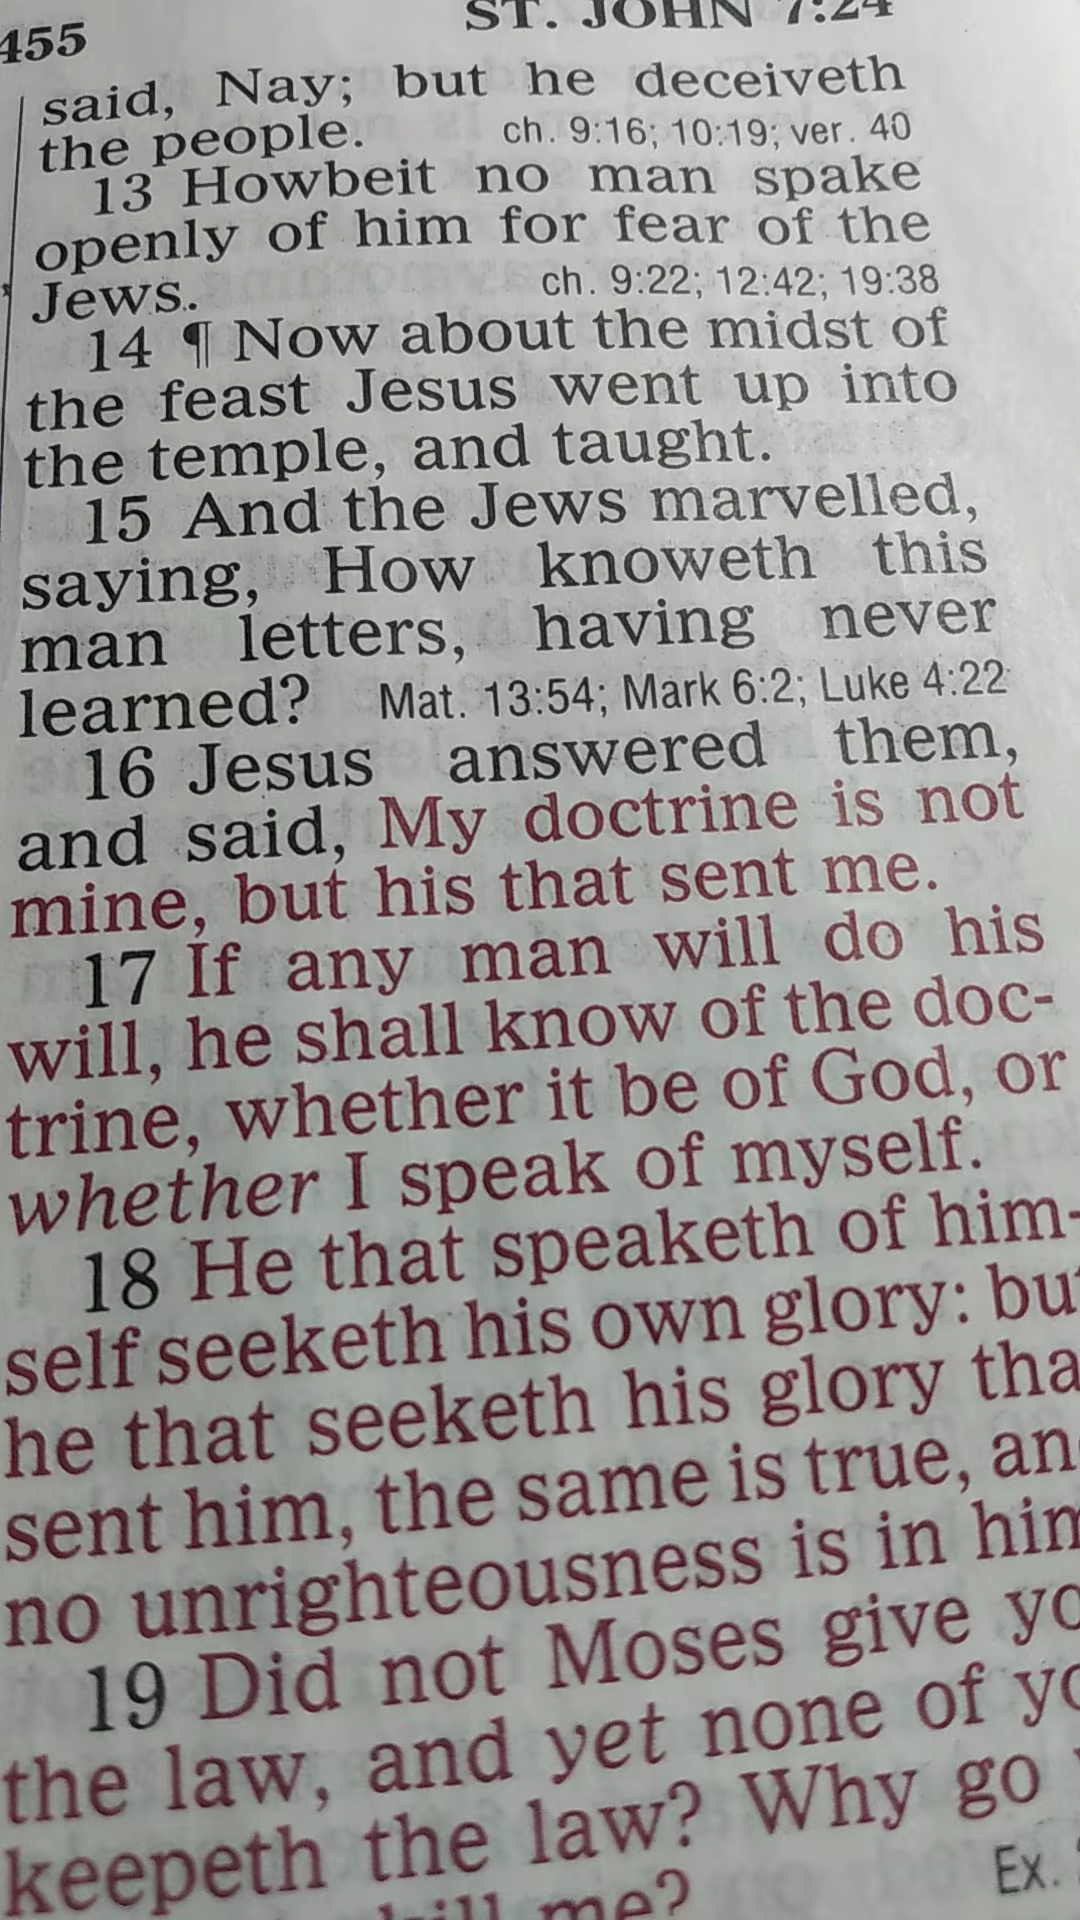 455
ST. JOHN 7:24
said, Nay; but he deceiveth
the people. ch. 9:16; 10:19; ver. 40
13 Howbeit no man spake
openly of him for fear of the
Jews. ch. 9:22; 12:42; 19:38
14 ¶ Now about the midst of
the feast Jesus went up into
the temple, and taught.
15 And the Jews marvelled,
saying, How knoweth this
man letters, having never
learned? Mat. 13:54; Mark 6:2; Luke 4:22
16 Jesus answered them,
and said, My doctrine is not
mine, but his that sent me.
17 If any man will do his
will, he shall know of the doc-
trine, whether it be of God, or
whether I speak of myself.
18 He that speaketh of him-
self seeketh his own glory: bu
he that seeketh his glory tha
sent him, the same is true, an
no unrighteousness is in him
19 Did not Moses give yo
the law, and yet none of yo
keepeth the law? Why go
Ex.
kill me?